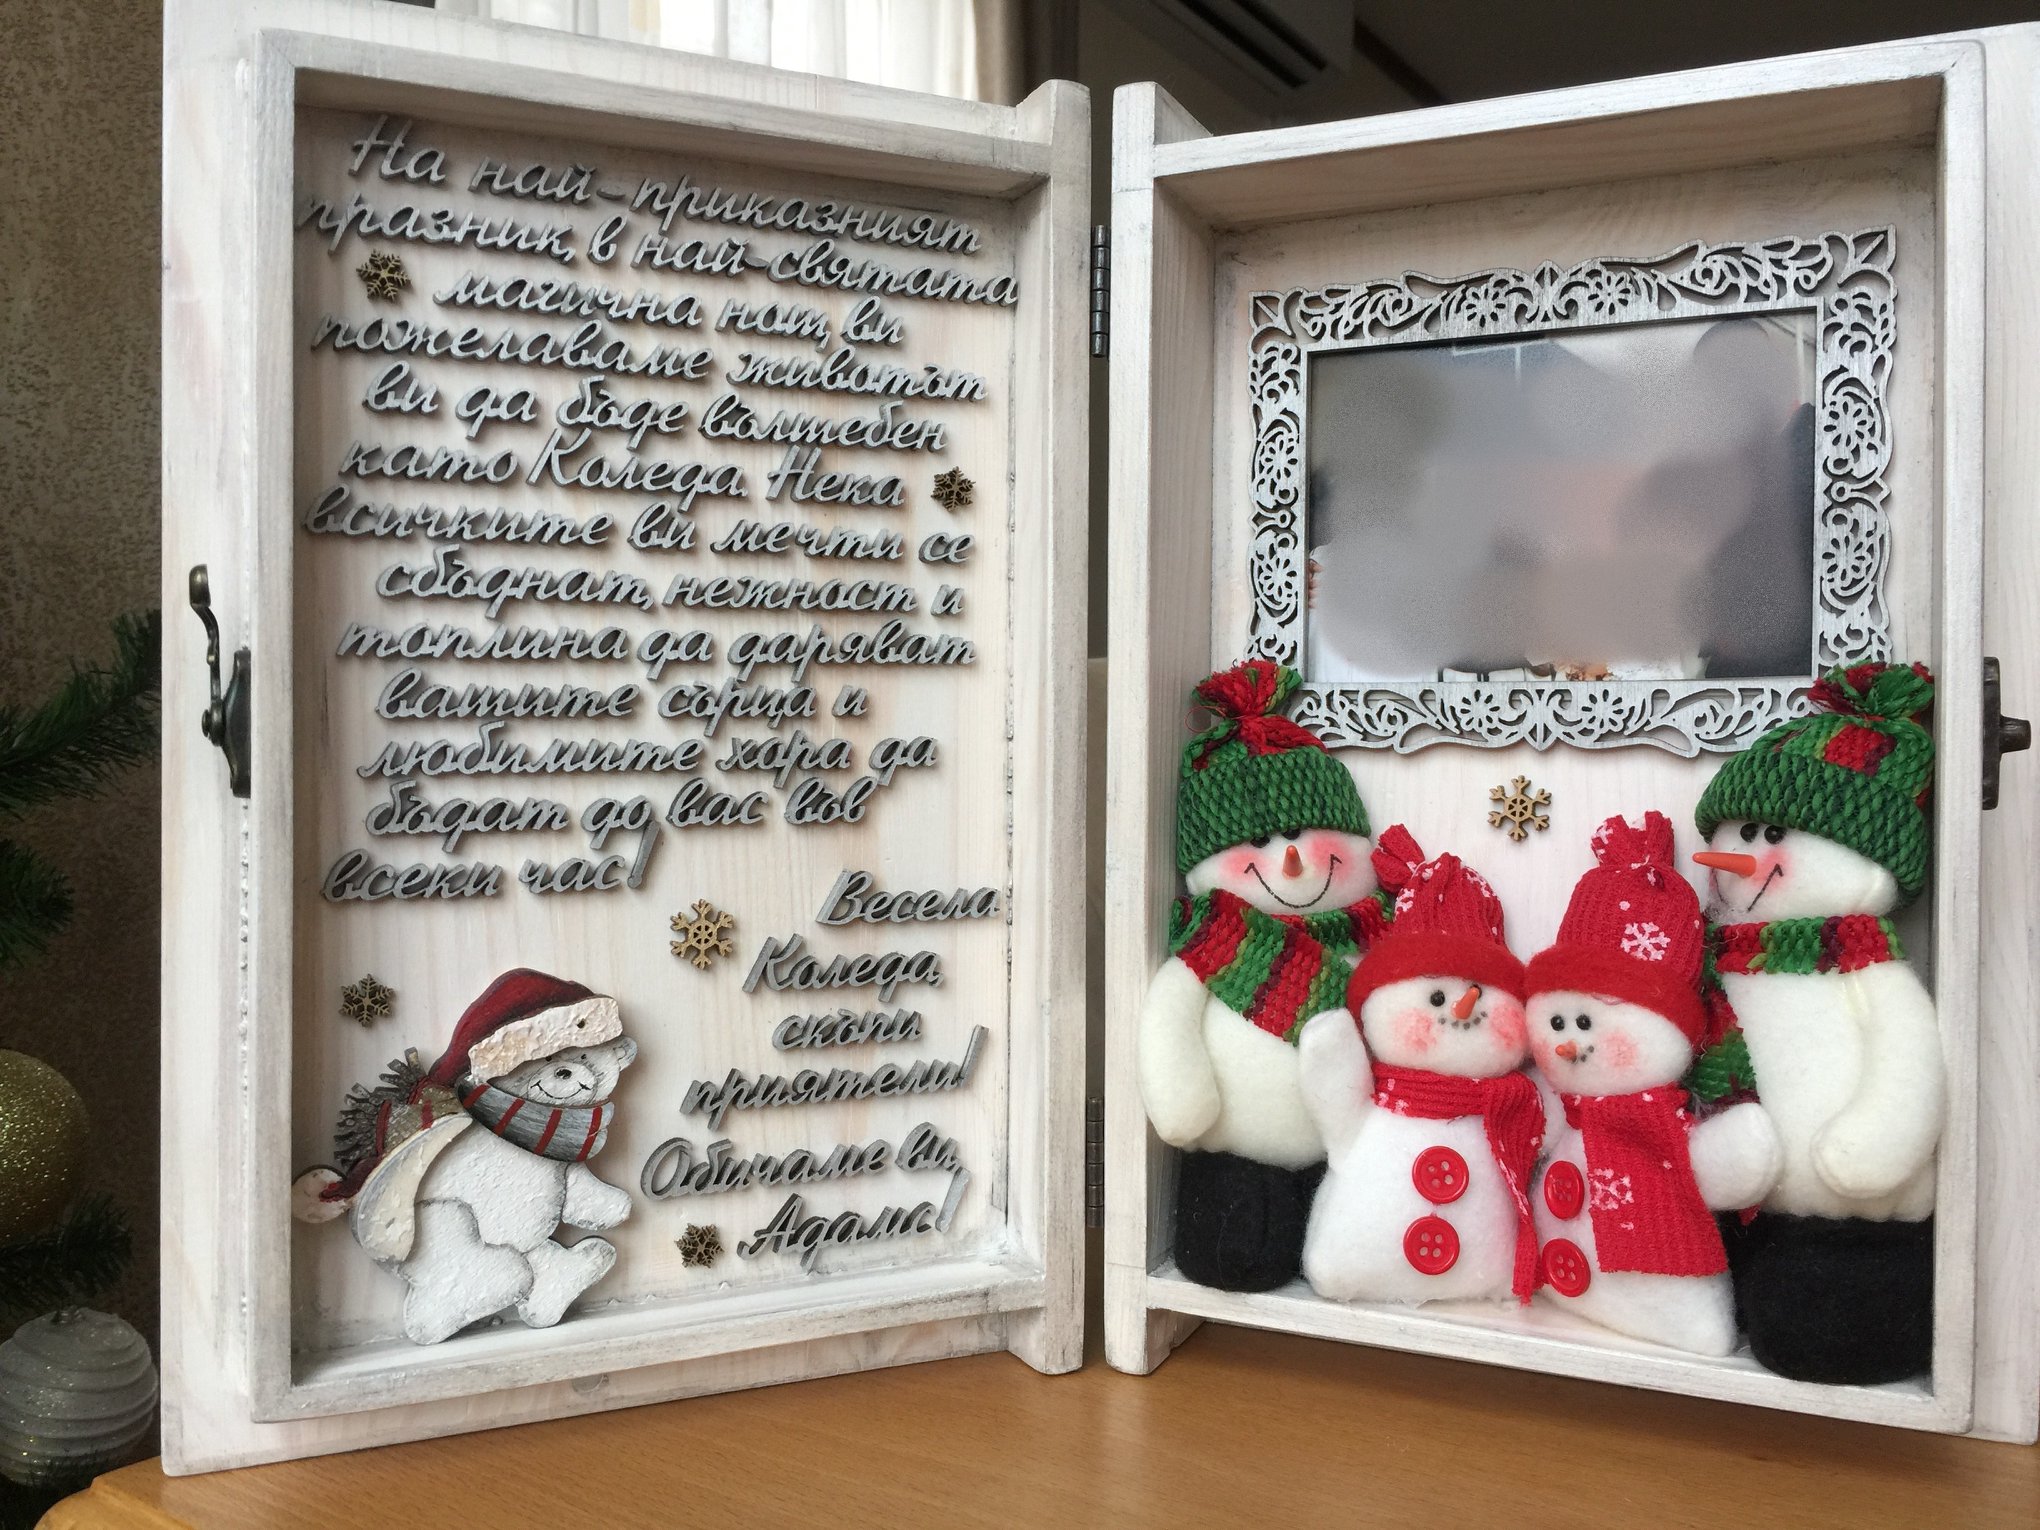 На най-приказният
празник, в най-святата
магична нощ, ви
пожелаваме животът
ви да бъде вълшебен
като Коледа. Нека
всичките ви мечти се
сбъднат, нежност и
топлина да даряват
вашите сърца и
любимите хора да
бъдат до вас във
всеки час!
Весела
Коледа,
скъпи
приятели!
Обичаме ви,
Адамс!